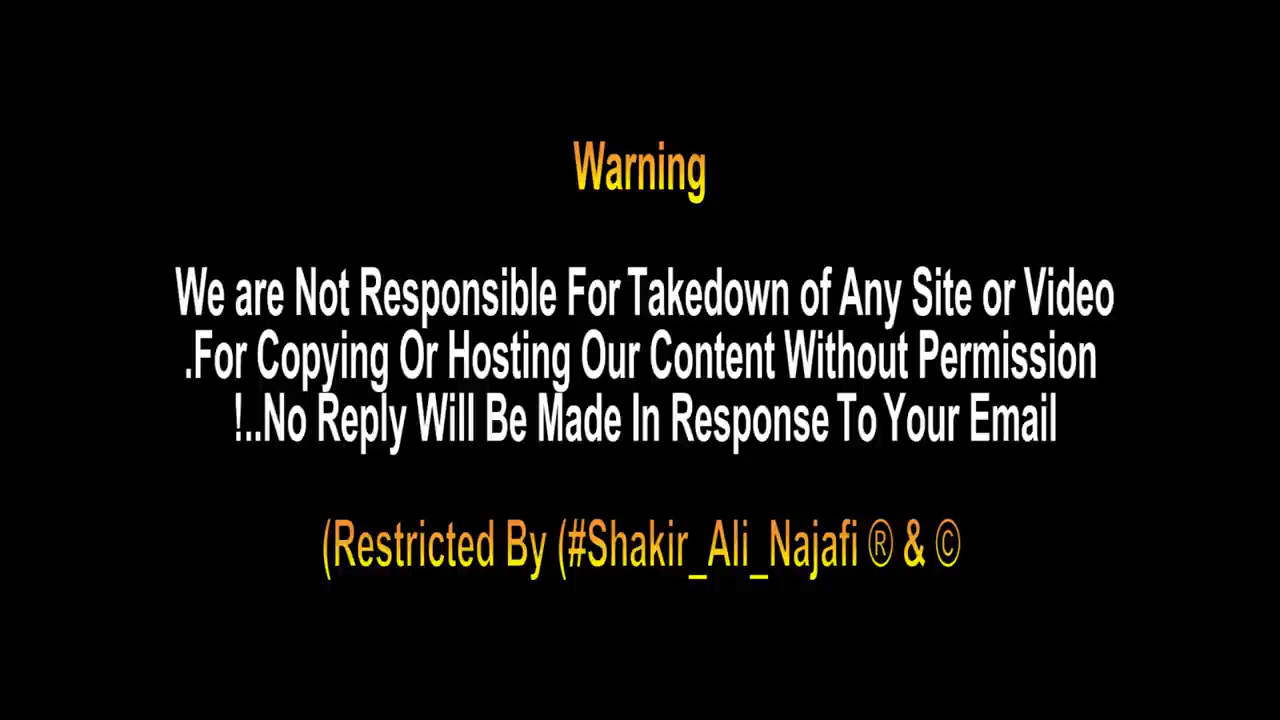 Warning
We are Not Responsible For Takedown of Any Site or Video
.For Copying Or Hosting Our Content Without Permission
!..No Reply Will Be Made In Response To Your Email
(Restricted By (#Shakir_Ali_Najafi ® & ©